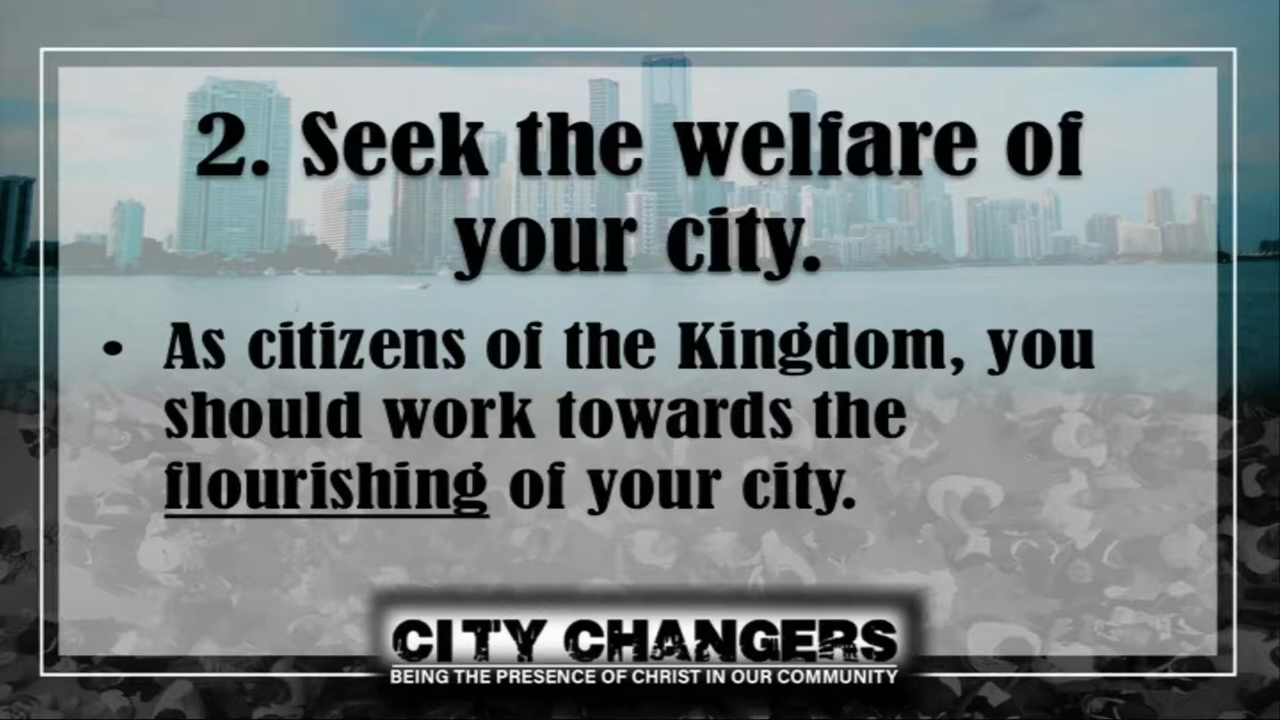 2. Seek the welfare of
your city.
• As citizens of the Kingdom, you
should work towards the
flourishing of your city.
CITY CHANGERS
BEING THE PRESENCE OF CHRIST IN OUR COMMUNITY